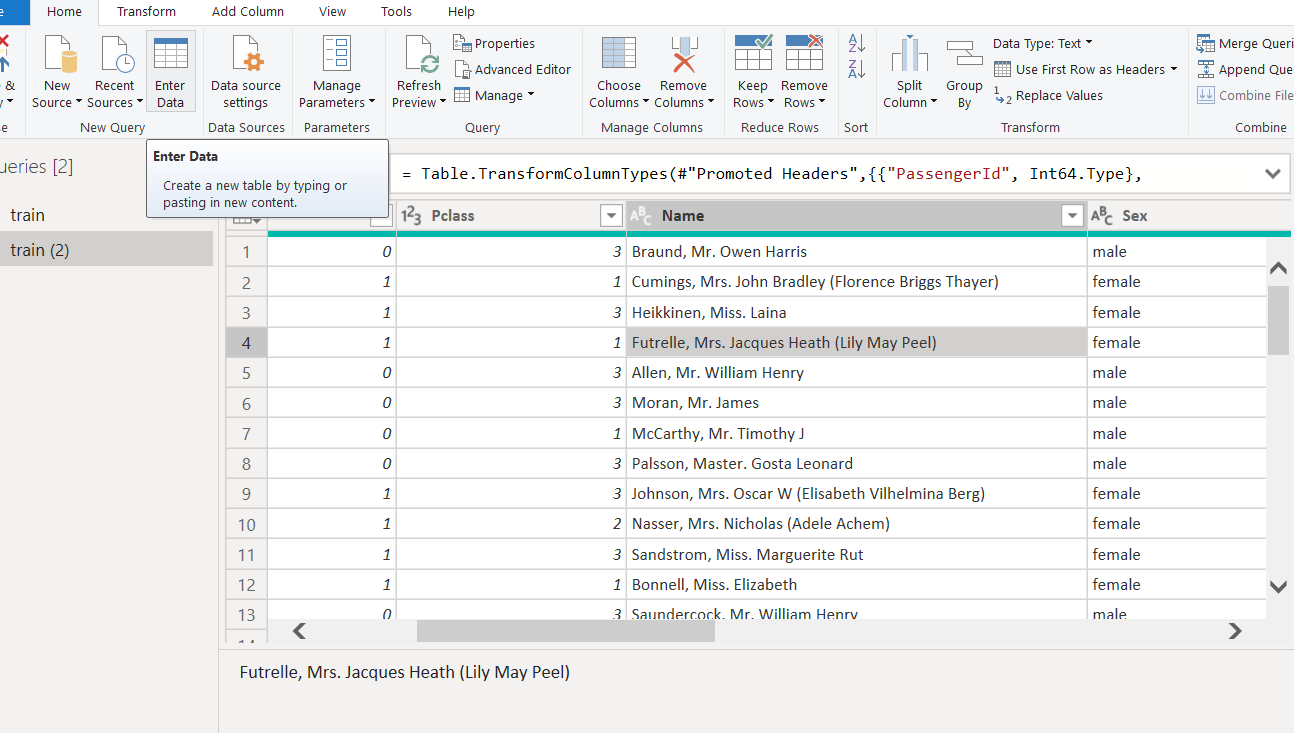 e Home Transform Add Column View Tools Help
New Source Recent Sources Enter Data Data source settings Manage Parameters Refresh Preview Properties Choose Columns Remove Columns Keep Rows Remove Rows Split Column Group By Data Type: Text Merge Queri
& Advanced Editor Use First Row as Headers Append Que
y Manage Replace Values Combine File
se New Query Data Sources Parameters Query Manage Columns Reduce Rows Sort Transform Combine
ueries [2]
train
train (2)
Enter Data
Create a new table by typing or
pasting in new content.
= Table.TransformColumnTypes(#"Promoted Headers",{{"PassengerId", Int64.Type},
123 Pclass ABC Name ABC Sex
1 0 3 Braund, Mr. Owen Harris male
2 1 1 Cumings, Mrs. John Bradley (Florence Briggs Thayer) female
3 1 3 Heikkinen, Miss. Laina female
4 1 1 Futrelle, Mrs. Jacques Heath (Lily May Peel) female
5 0 3 Allen, Mr. William Henry male
6 0 3 Moran, Mr. James male
7 0 1 McCarthy, Mr. Timothy J male
8 0 3 Palsson, Master. Gosta Leonard male
9 1 3 Johnson, Mrs. Oscar W (Elisabeth Vilhelmina Berg) female
10 1 2 Nasser, Mrs. Nicholas (Adele Achem) female
11 1 3 Sandstrom, Miss. Marguerite Rut female
12 1 1 Bonnell, Miss. Elizabeth female
13 0 3 Saundercock, Mr. William Henry male
14
Futrelle, Mrs. Jacques Heath (Lily May Peel)